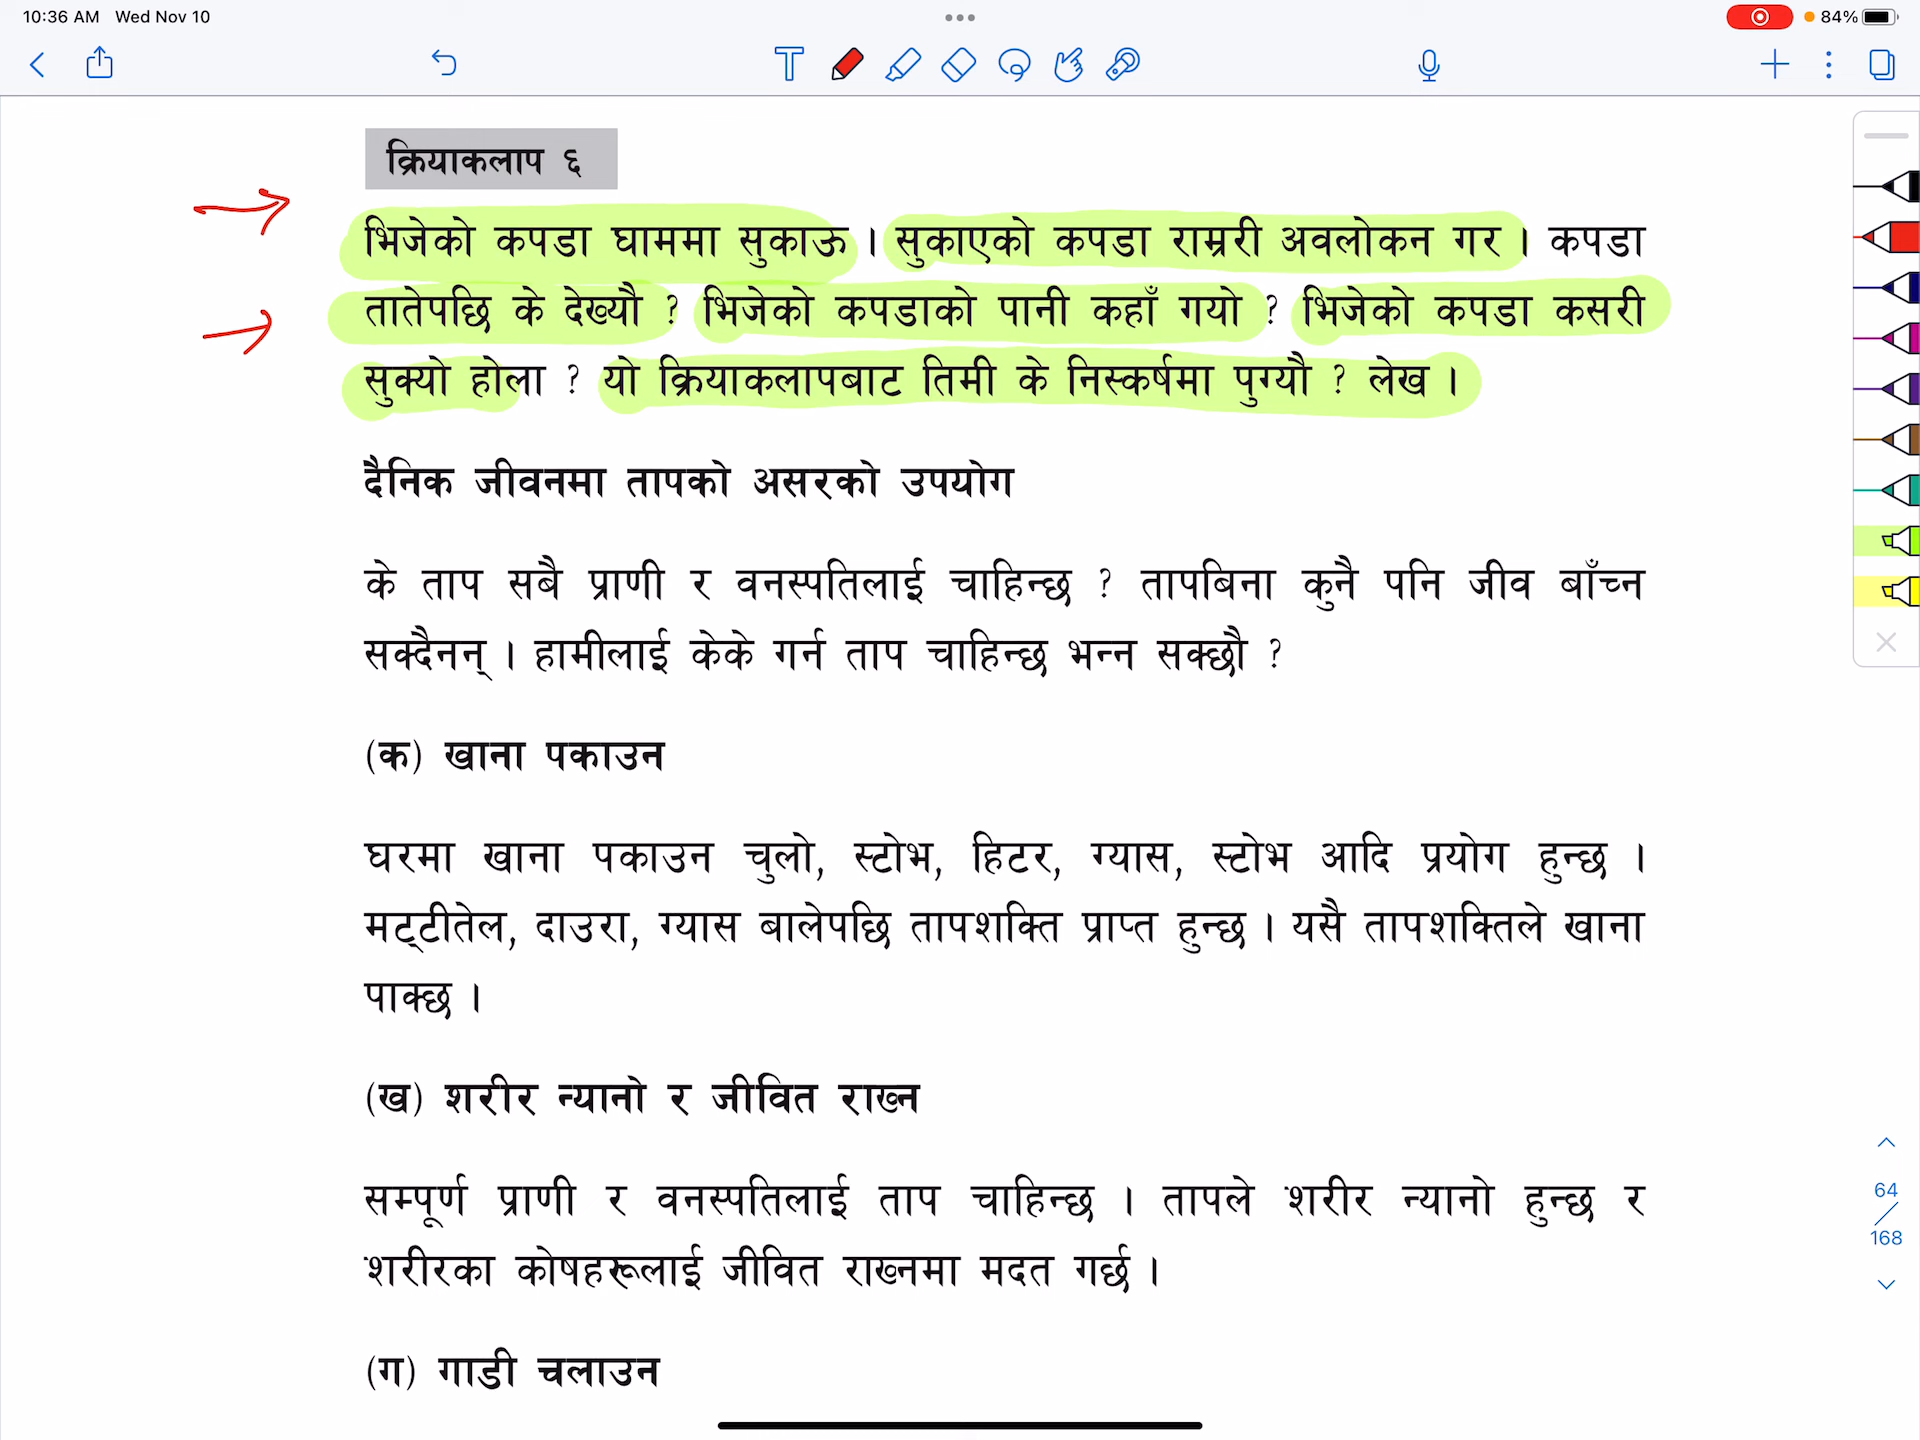 10:36 AM Wed Nov 10
84%
क्रियाकलाप ६
भिजेको कपडा घाममा सुकाऊ । सुकाएको कपडा राम्ररी अवलोकन गर । कपडा
तातेपछि के देख्यौ ? भिजेको कपडाको पानी कहाँ गयो ? भिजेको कपडा कसरी
सुक्यो होला ? यो क्रियाकलापबाट तिमी के निस्कर्षमा पुग्यौ ? लेख ।
दैनिक जीवनमा तापको असरको उपयोग
के ताप सबै प्राणी र वनस्पतिलाई चाहिन्छ ? तापबिना कुनै पनि जीव बाँच्न
सक्दैनन् । हामीलाई केके गर्न ताप चाहिन्छ भन्न सक्छौ ?
(क) खाना पकाउन
घरमा खाना पकाउन चुलो, स्टोभ, हिटर, ग्यास, स्टोभ आदि प्रयोग हुन्छ ।
मट्टीतेल, दाउरा, ग्यास बालेपछि तापशक्ति प्राप्त हुन्छ । यसै तापशक्तिले खाना
पाक्छ ।
(ख) शरीर न्यानो र जीवित राख्न
सम्पूर्ण प्राणी र वनस्पतिलाई ताप चाहिन्छ । तापले शरीर न्यानो हुन्छ र
शरीरका कोषहरूलाई जीवित राख्नमा मदत गर्छ ।
(ग) गाडी चलाउन
64
/
168